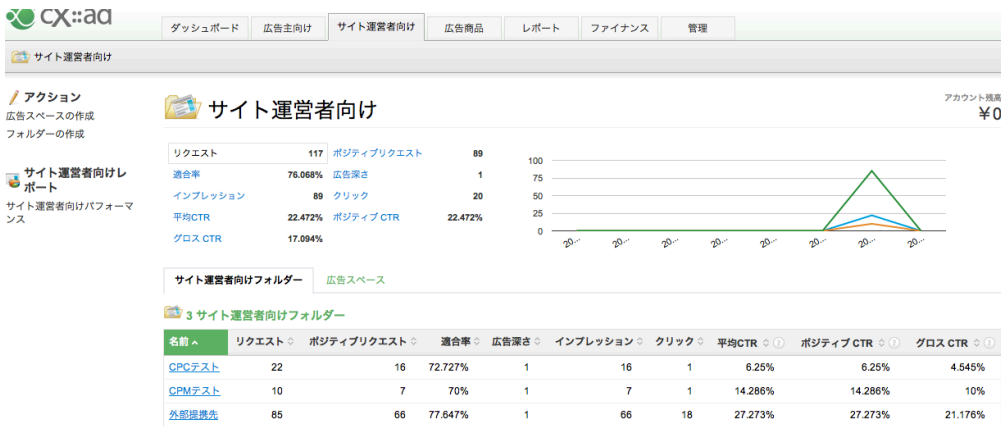 cx::ad
ダッシュボード 広告主向け サイト運営者向け 広告商品 レポート ファイナンス 管理
サイト運営者向け
アクション
広告スペースの作成
フォルダーの作成
サイト運営者向けレ
ポート
サイト運営者向けパフォーマ
ンス
サイト運営者向け
アカウント残高
¥0
リクエスト 117 ポジティブリクエスト 89
適合率 76.068% 広告深さ 1
インプレッション 89 クリック 20
平均CTR 22.472% ポジティブ CTR 22.472%
グロス CTR 17.094%
100
75
50
25
0
20... 20... 20... 20... 20... 20... 20... 20...
サイト運営者向けフォルダー 広告スペース
3 サイト運営者向けフォルダー
名前 リクエスト ポジティブリクエスト 適合率 広告深さ インプレッション クリック 平均CTR ポジティブ CTR グロス CTR
CPCテスト 22 16 72.727% 1 16 1 6.25% 6.25% 4.545%
CPMテスト 10 7 70% 1 7 1 14.286% 14.286% 10%
外部提携先 85 66 77.647% 1 66 18 27.273% 27.273% 21.176%